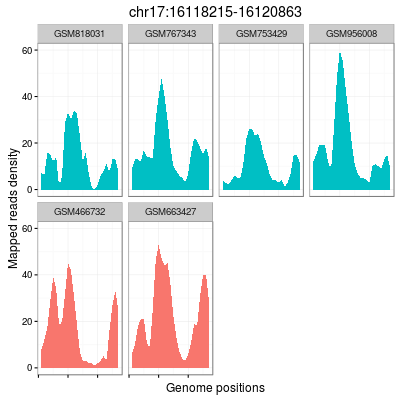 chr17:16118215-16120863
GSM818031 GSM767343 GSM753429 GSM956008
60
40
20
0
GSM466732 GSM663427
60
40
20
0
Mapped reads density
Genome positions